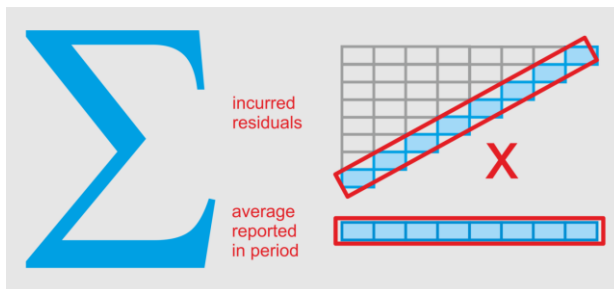 Σ
incurred
residuals
X
average
reported
in period